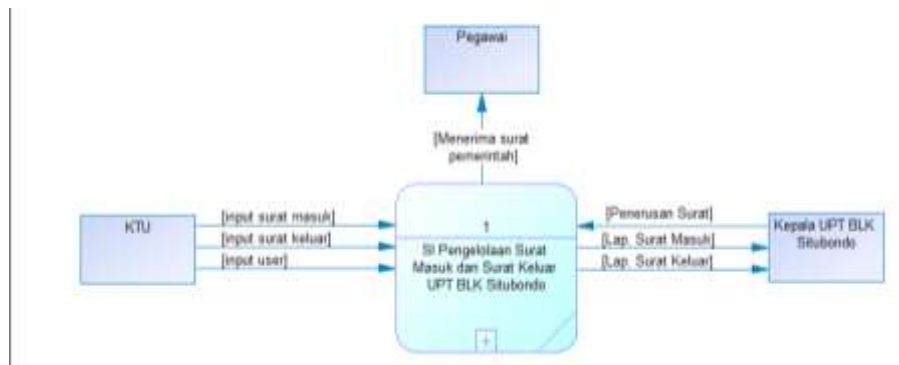 Pegawai
[Menerima surat
pemerintah]
KTU
[input surat masuk]
[input surat keluar]
[input user]
1
SI Pengelolaan Surat
Masuk dan Surat Keluar
UPT BLK Situbondo
[Penerusan Surat]
[Lap. Surat Masuk]
[Lap. Surat Keluar]
Kepala UPT BLK
Situbondo